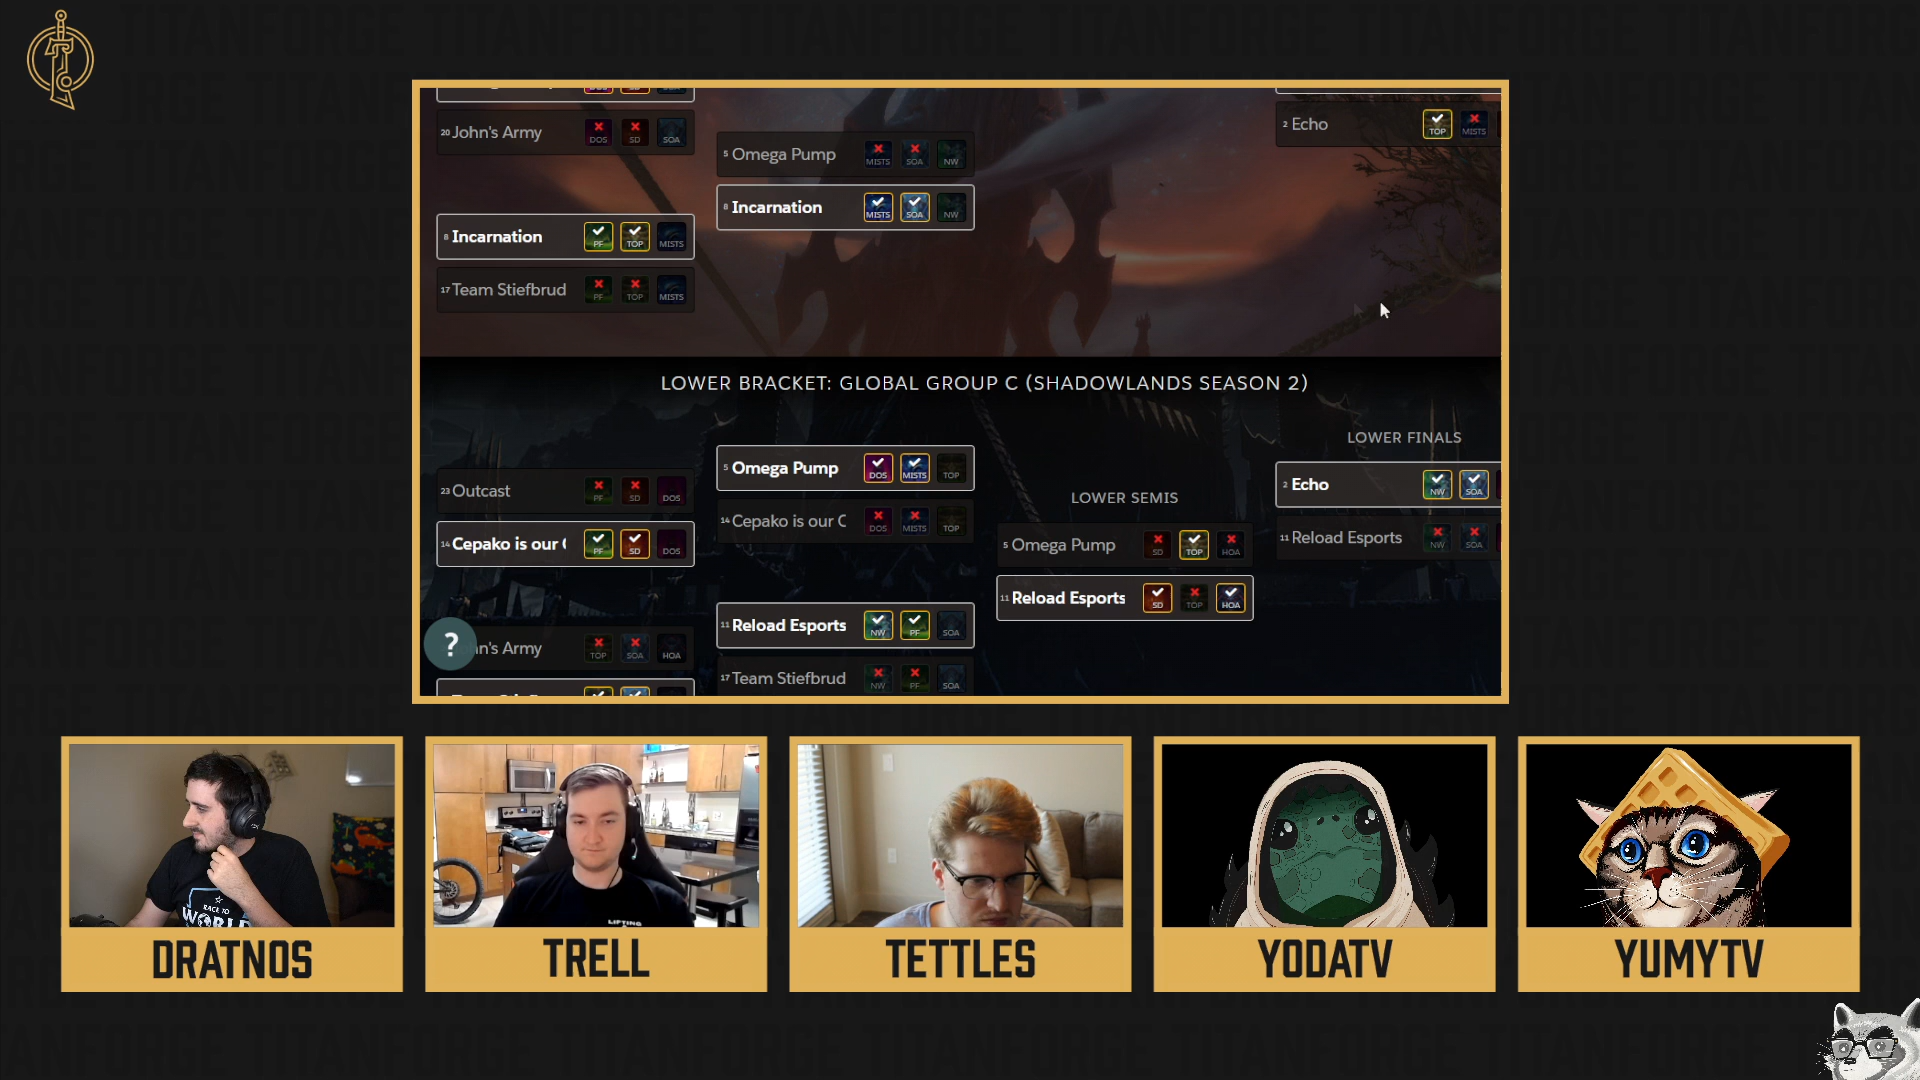 20 John's Army DOS SD SOA
2 Echo TOP MISTS
5 Omega Pump MISTS SOA NW
8 Incarnation MISTS SOA NW
8 Incarnation PF TOP MISTS
17 Team Stiefbrud PF TOP MISTS
LOWER BRACKET: GLOBAL GROUP C (SHADOWLANDS SEASON 2)
LOWER FINALS
5 Omega Pump DOS MISTS TOP
2 Echo NW SOA
23 Outcast PF SD DOS
LOWER SEMIS
14 Cepako is our C DOS MISTS TOP
11 Reload Esports NW SOA
14 Cepako is our PF SD DOS
5 Omega Pump SD TOP HOA
11 Reload Esports SD TOP HOA
11 Reload Esports NW PF SOA
?
n's Army TOP SOA HOA
17 Team Stiefbrud NW PF SOA
RACE TO
WORLD
LIFTING
DRATNOS
TRELL
TETTLES
YODATV
YUMYTV